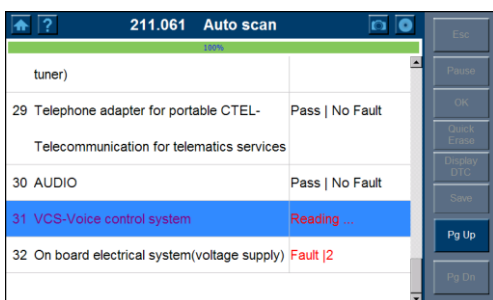 211.061 Auto scan
100%
tuner)
29 Telephone adapter for portable CTEL- Pass | No Fault
Telecommunication for telematics services
30 AUDIO Pass | No Fault
31 VCS-Voice control system Reading ...
32 On board electrical system(voltage supply) Fault |2
Esc
Pause
OK
Quick
Erase
Display
DTC
Save
Pg Up
Pg Dn